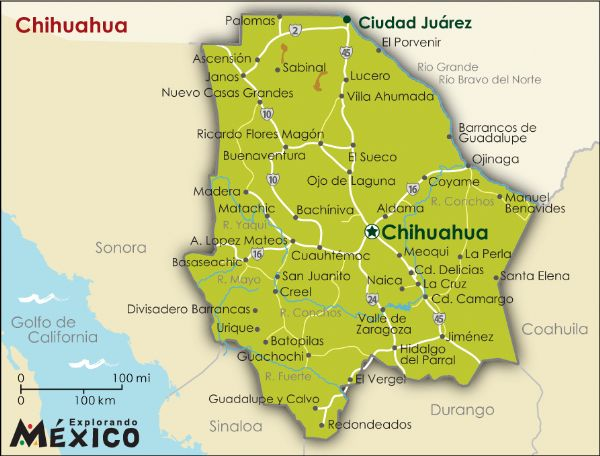 Chihuahua
Palomas
Ciudad Juárez
2
45
El Porvenir
Ascensión
Sabinal
Janos
Lucero
Río Grande
Río Bravo del Norte
Nuevo Casas Grandes
Villa Ahumada
10
Ricardo Flores Magón
Barrancos de
Guadalupe
Buenaventura
El Sueco
Ojinaga
10
Ojo de Laguna
16
Coyame
Madera
R. Conchos
Manuel
Benavides
Matachic
Bachíniva
Aldama
R. Yaqui
Chihuahua
A. Lopez Mateos
Sonora
16
Cuauhtémoc
Meoqui
La Perla
Basaseachic
Cd. Delicias
R. Mayo
San Juanito
Naica
La Cruz
Santa Elena
Creel
24
Cd. Camargo
Golfo de
California
Divisadero Barrancas
R. Conchos
Valle de
Zaragoza
45
Coahuila
Urique
Batopilas
Jiménez
Guachochi
Hidalgo
del Parral
R. Fuerte
El Vergel
0 100 mi
0 100 km
Guadalupe y Calvo
Durango
Explorando
MÉXICO
Sinaloa
Redondeados